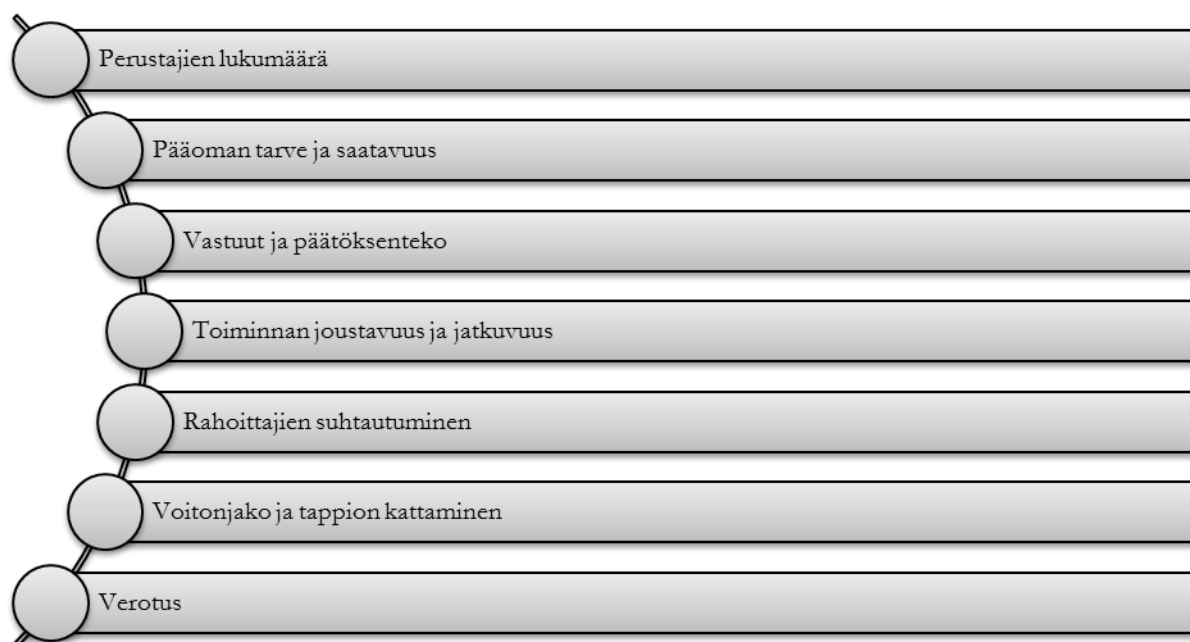 Perustajien lukumäärä
Pääoman tarve ja saatavuus
Vastuut ja päätöksenteko
Toiminnan joustavuus ja jatkuvuus
Rahoittajien suhtautuminen
Voitonjako ja tappion kattaminen
Verotus